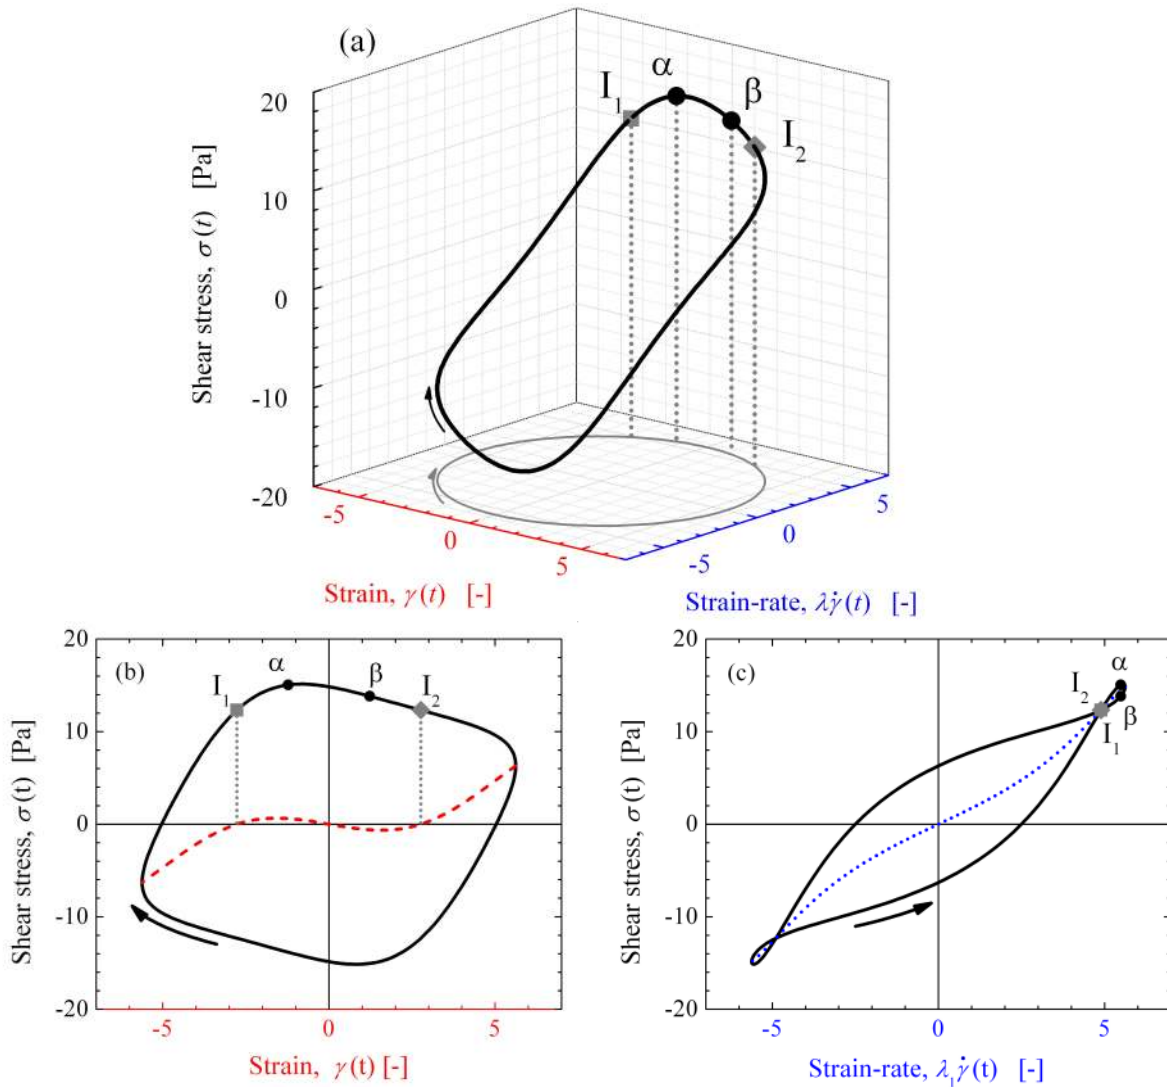 (a)
α
β
I₁
I₂
20
10
0
-10
-20
Shear stress, σ(t) [Pa]
-5
0
5
-5
0
5
Strain, γ(t) [-]
Strain-rate, λγ̇(t) [-]
(b)
α
β
I₁
I₂
20
10
0
-10
-20
Shear stress, σ(t) [Pa]
-5
0
5
Strain, γ(t) [-]
(c)
α
I₂
β
I₁
20
10
0
-10
-20
Shear stress, σ(t) [Pa]
-5
0
5
Strain-rate, λ₁γ̇(t) [-]